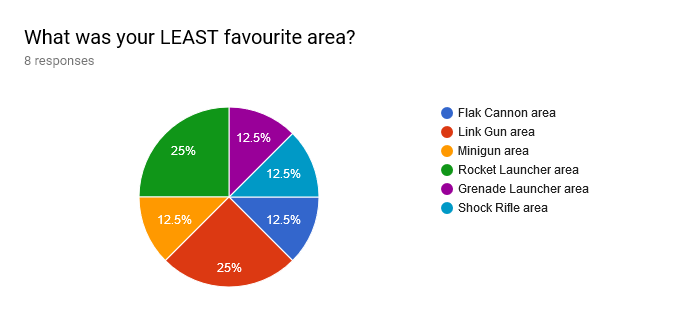 What was your LEAST favourite area?
8 responses
12.5%
25%
12.5%
12.5%
12.5%
25%
Flak Cannon area
Link Gun area
Minigun area
Rocket Launcher area
Grenade Launcher area
Shock Rifle area